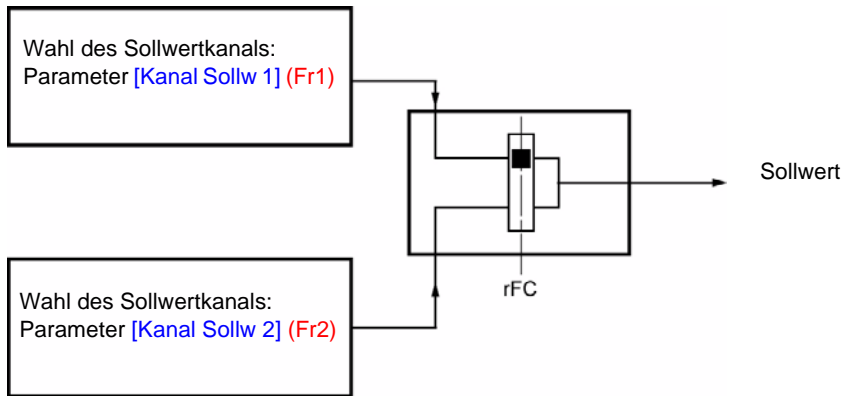 Wahl des Sollwertkanals:
Parameter [Kanal Sollw 1] (Fr1)
Sollwert
rFC
Wahl des Sollwertkanals:
Parameter [Kanal Sollw 2] (Fr2)